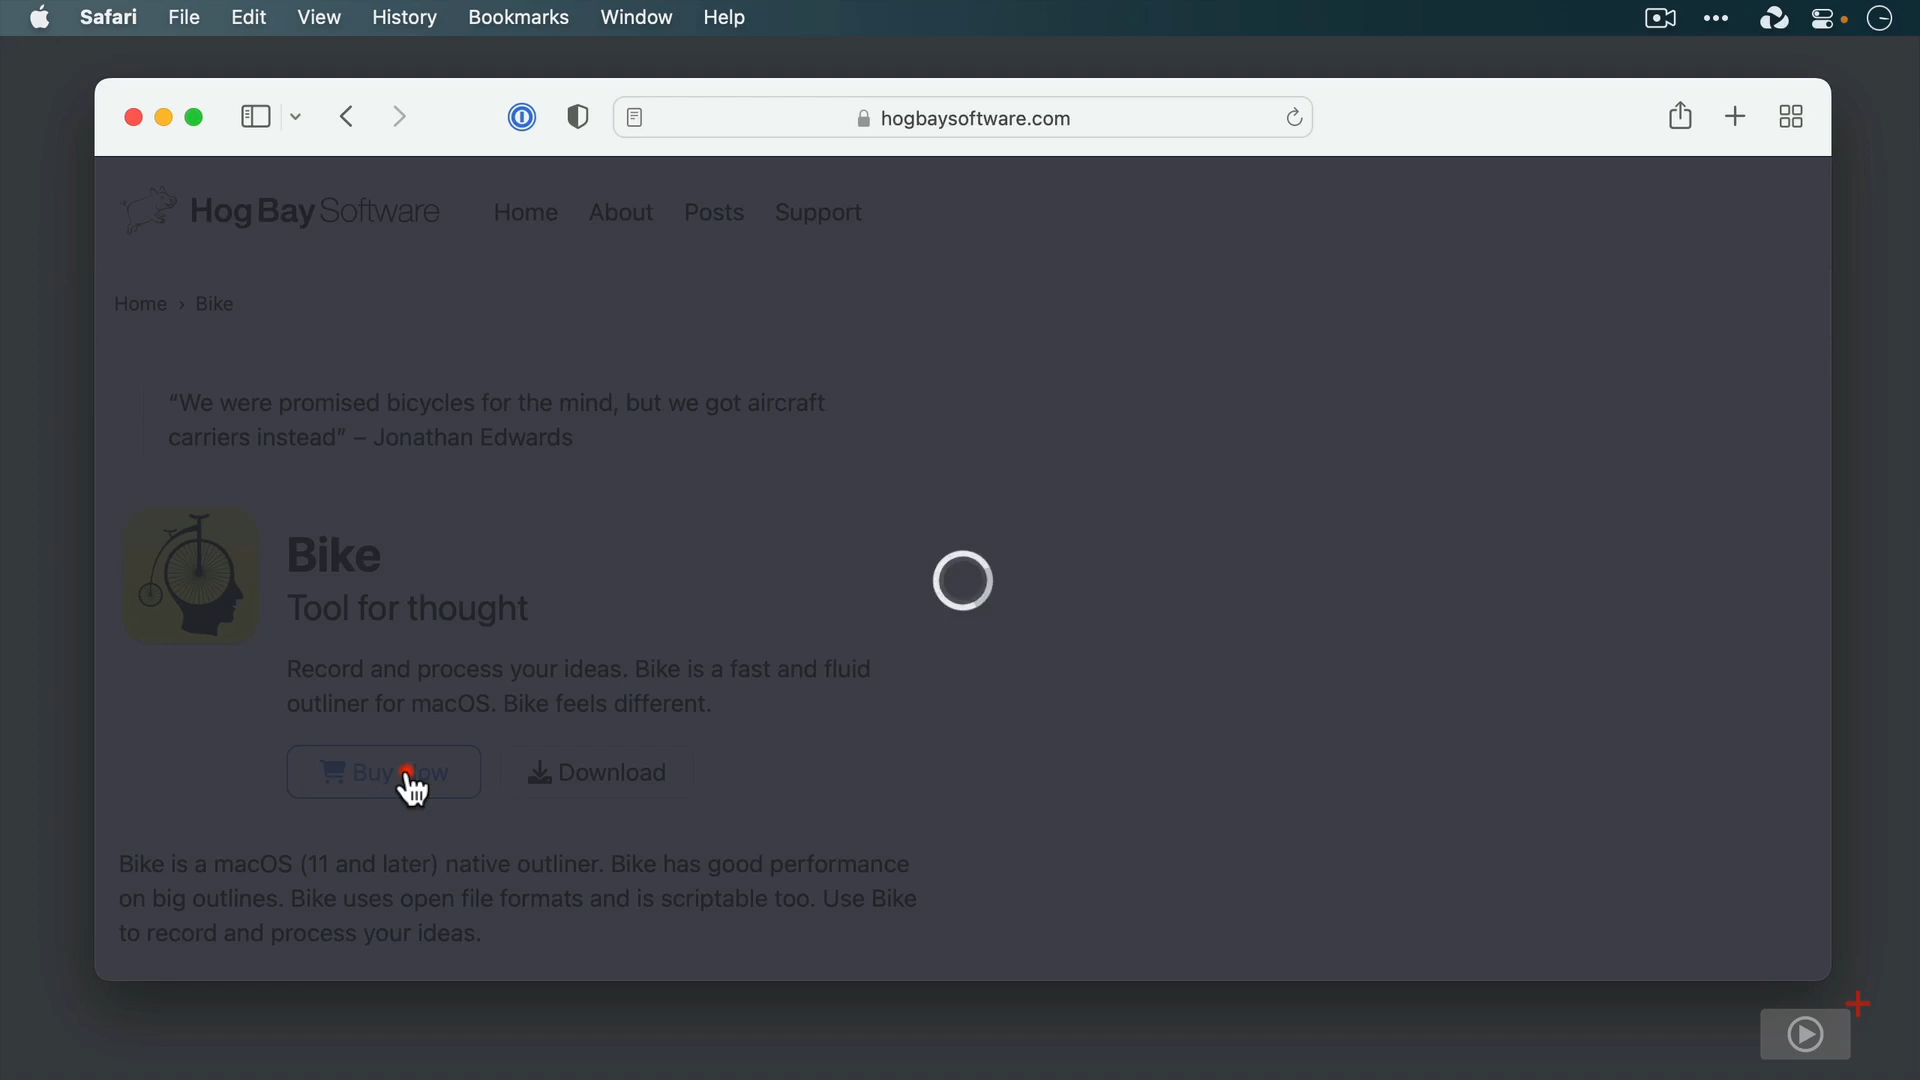 Safari File Edit View History Bookmarks Window Help
hogbaysoftware.com
Hog Bay Software Home About Posts Support
Home › Bike
“We were promised bicycles for the mind, but we got aircraft
carriers instead” – Jonathan Edwards
Bike
Tool for thought
Record and process your ideas. Bike is a fast and fluid
outliner for macOS. Bike feels different.
Buy Now Download
Bike is a macOS (11 and later) native outliner. Bike has good performance
on big outlines. Bike uses open file formats and is scriptable too. Use Bike
to record and process your ideas.